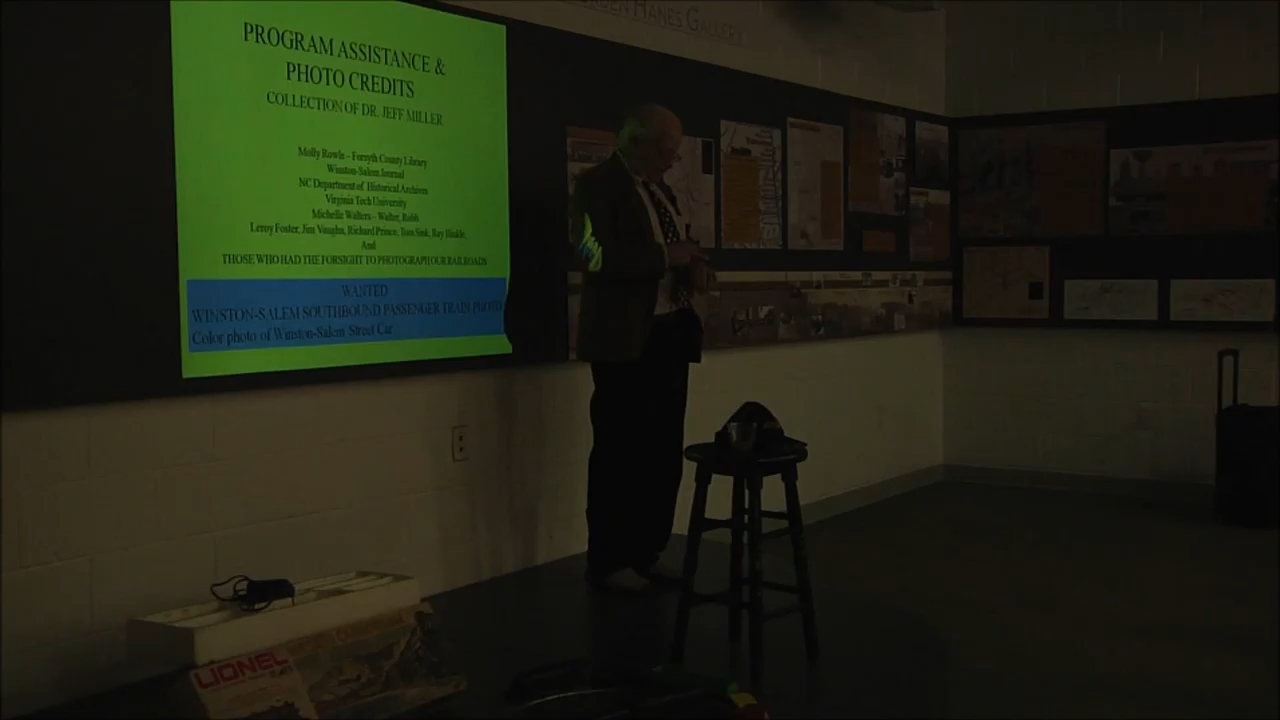 HANES GALLERY
PROGRAM ASSISTANCE &
PHOTO CREDITS
COLLECTION OF DR. JEFF MILLER
Molly Rawls - Forsyth County Library
Winston-Salem Journal
NC Department of Historical Archives
Virginia Tech University
Michelle Walters - Walter, Robb
Leroy Foster, Jim Vaughn, Richard Prince, Tom Sink, Ray Hinkle,
And
THOSE WHO HAD THE FORSIGHT TO PHOTOGRAPH OUR RAILROADS
WANTED
WINSTON-SALEM SOUTHBOUND PASSENGER TRAIN PHOTO
Color photo of Winston-Salem Street Car
LIONEL